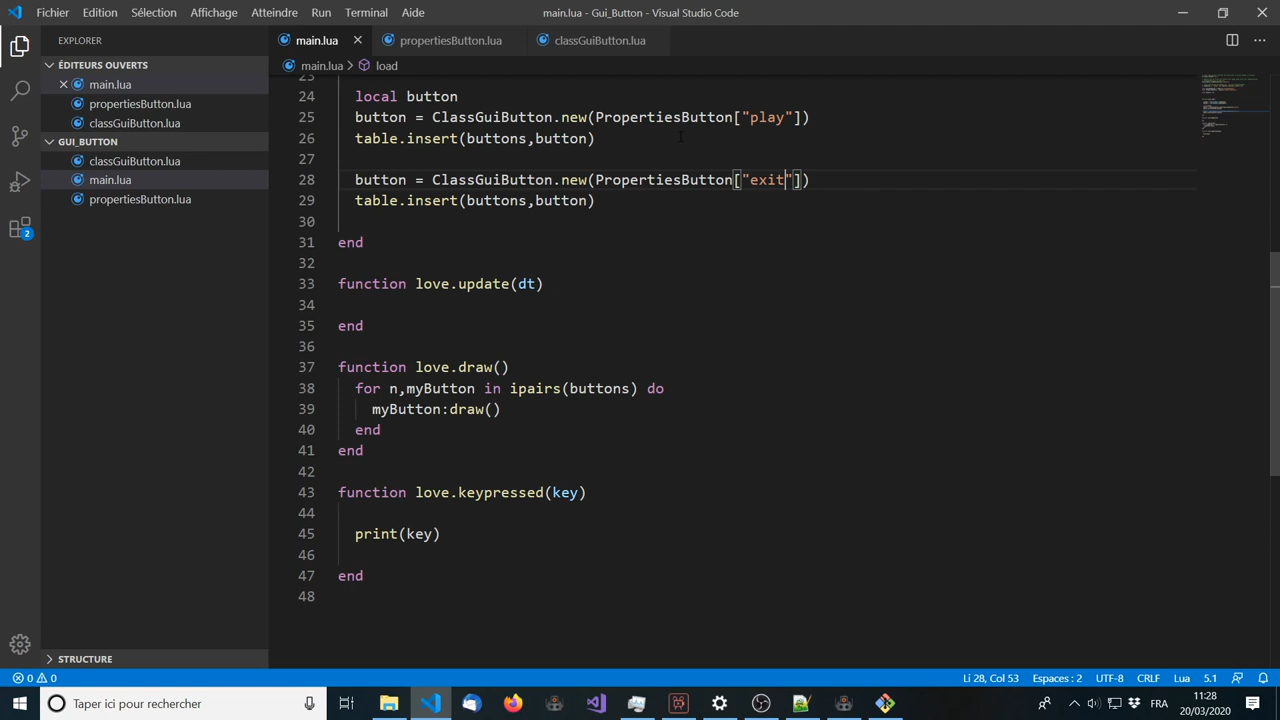 Fichier Edition Sélection Affichage Atteindre Run Terminal Aide
main.lua - Gui_Button - Visual Studio Code
EXPLORER
main.lua
propertiesButton.lua
classGuiButton.lua
ÉDITEURS OUVERTS
main.lua > load
main.lua
propertiesButton.lua
classGuiButton.lua
GUI_BUTTON
classGuiButton.lua
main.lua
propertiesButton.lua
2
STRUCTURE
23
24 local button
25 button = ClassGuiButton.new(PropertiesButton["play"])
26 table.insert(buttons,button)
27
28 button = ClassGuiButton.new(PropertiesButton["exit"])
29 table.insert(buttons,button)
30
31 end
32
33 function love.update(dt)
34
35 end
36
37 function love.draw()
38 for n,myButton in ipairs(buttons) do
39 myButton:draw()
40 end
41 end
42
43 function love.keypressed(key)
44
45 print(key)
46
47 end
48
0 0
Li 28, Col 53 Espaces : 2 UTF-8 CRLF Lua 5.1
Taper ici pour rechercher
FRA
11:28
20/03/2020